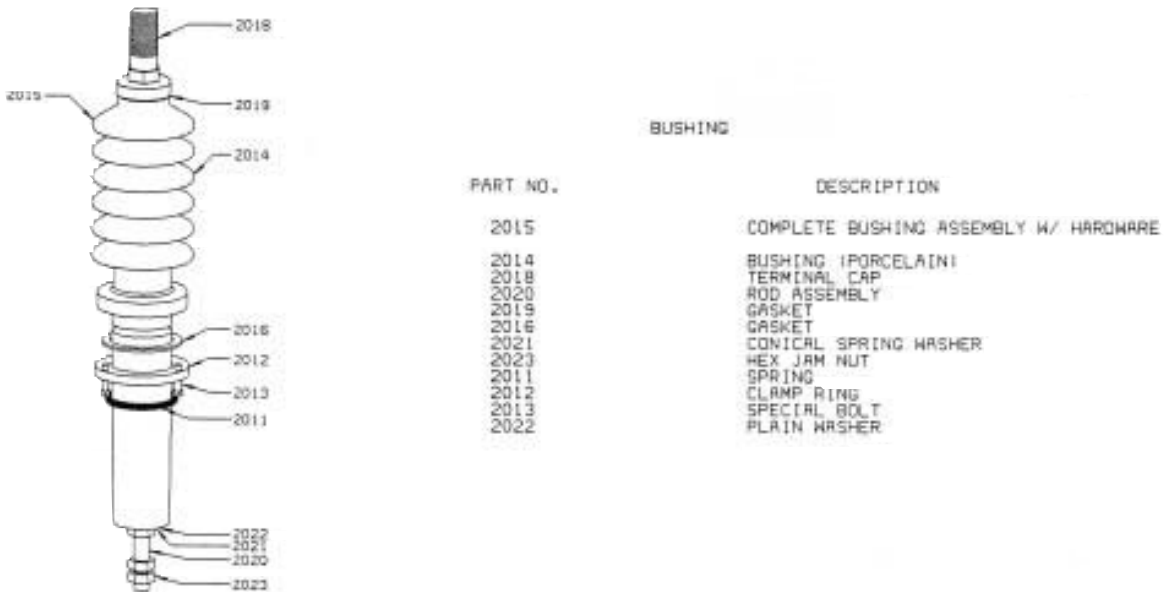 2018
2015
2019
2014
2016
2012
2013
2011
2022
2021
2020
2023
BUSHING
PART NO. DESCRIPTION
2015 COMPLETE BUSHING ASSEMBLY W/ HARDWARE
2014 BUSHING (PORCELAIN)
2018 TERMINAL CAP
2020 ROD ASSEMBLY
2019 GASKET
2016 GASKET
2021 CONICAL SPRING WASHER
2023 HEX JAM NUT
2011 SPRING
2012 CLAMP RING
2013 SPECIAL BOLT
2022 PLAIN WASHER